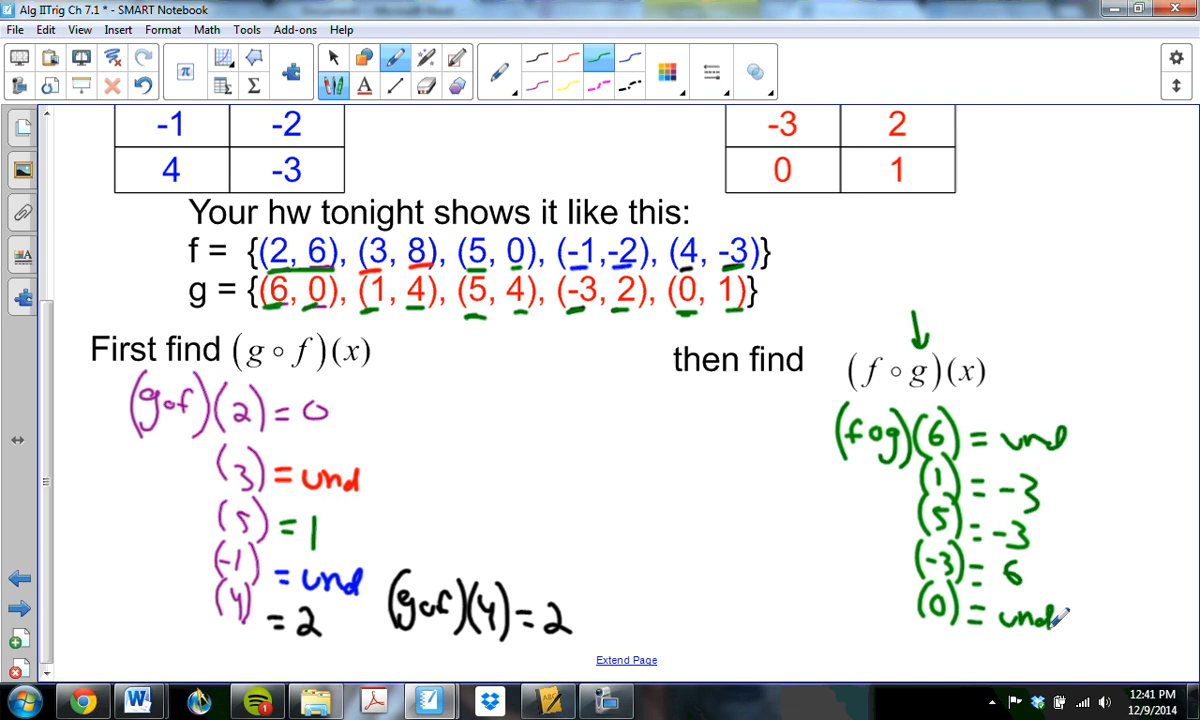 Alg IITrig Ch 7.1 * - SMART Notebook
File Edit View Insert Format Math Tools Add-ons Help
-1 -2
4 -3
-3 2
0 1
Your hw tonight shows it like this:
f = {(2, 6), (3, 8), (5, 0), (-1,-2), (4, -3)}
g = {(6, 0), (1, 4), (5, 4), (-3, 2), (0, 1)}
First find (g ∘ f)(x)
(g∘f)(2) = 0
(3) = und
(5) = 1
(-1) = und
(4) = 2
(g∘f)(4) = 2
then find (f ∘ g)(x)
(f∘g)(6) = und
(1) = -3
(5) = -3
(-3) = 6
(0) = und
Extend Page
12:41 PM
12/9/2014